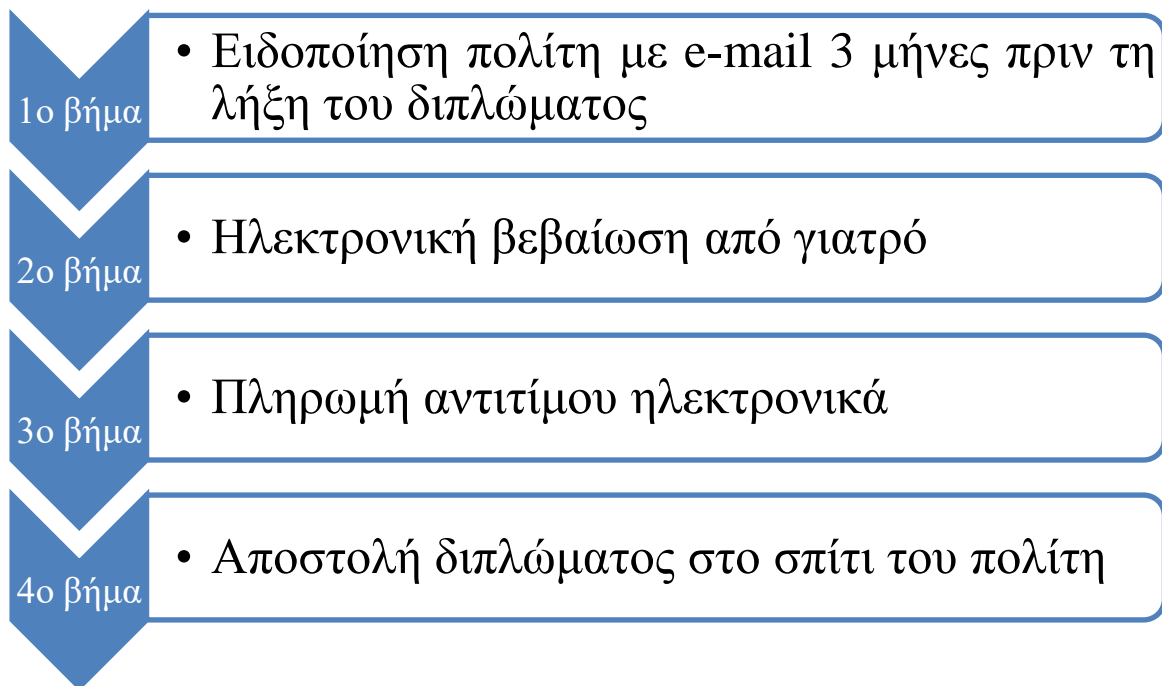 1ο βήμα
• Ειδοποίηση πολίτη με e-mail 3 μήνες πριν τη
λήξη του διπλώματος
2ο βήμα
• Ηλεκτρονική βεβαίωση από γιατρό
3ο βήμα
• Πληρωμή αντιτίμου ηλεκτρονικά
4ο βήμα
• Αποστολή διπλώματος στο σπίτι του πολίτη